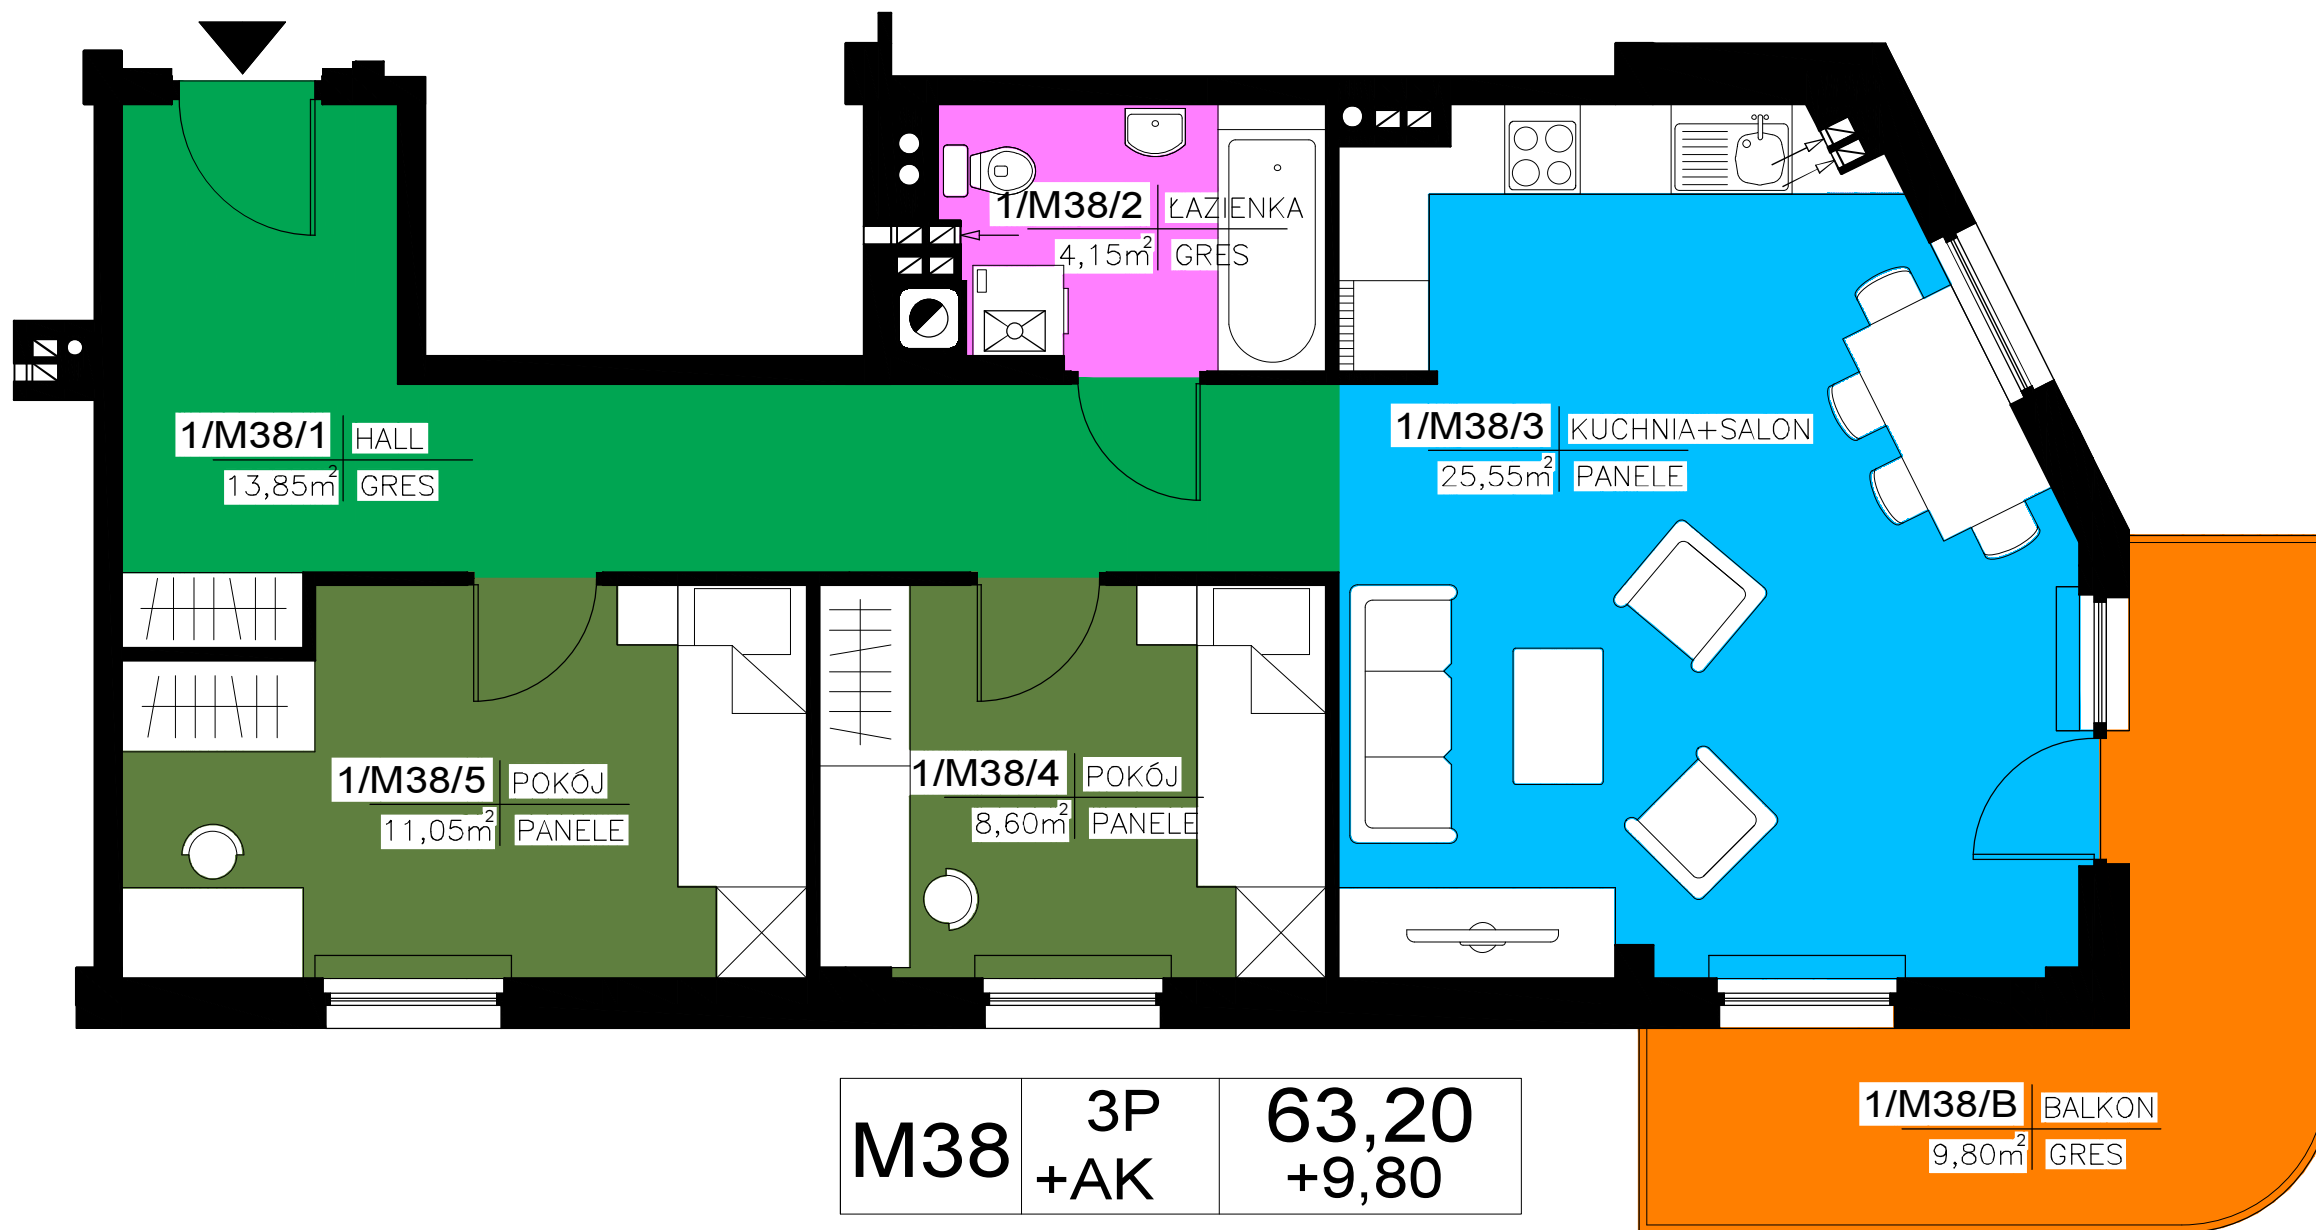 1/M38/2 ŁAZIENKA
4,15m² GRES
1/M38/1 HALL
13,85m² GRES
1/M38/3 KUCHNIA+SALON
25,55m² PANELE
1/M38/5 POKÓJ
11,05m² PANELE
1/M38/4 POKÓJ
8,60m² PANELE
1/M38/B BALKON
9,80m² GRES
M38
3P
+AK
63,20
+9,80